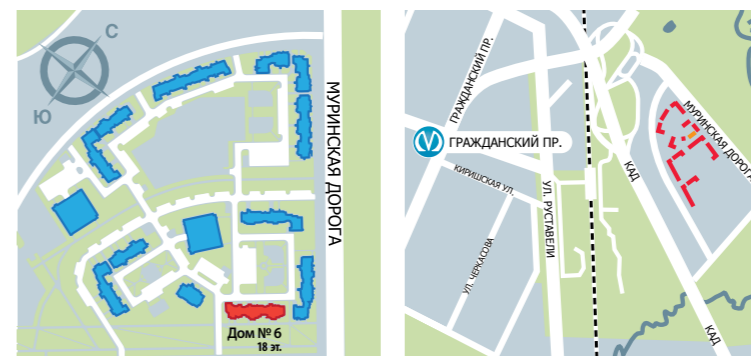 С
Ю
МУРИНСКАЯ ДОРОГА
Дом № 6
18 эт.
ГРАЖДАНСКИЙ ПР.
ГРАЖДАНСКИЙ ПР.
КИРИШСКАЯ УЛ.
УЛ. ЧЕРКАСОВА
УЛ. РУСТАВЕЛИ
КАД
МУРИНСКАЯ ДОРОГА
КАД